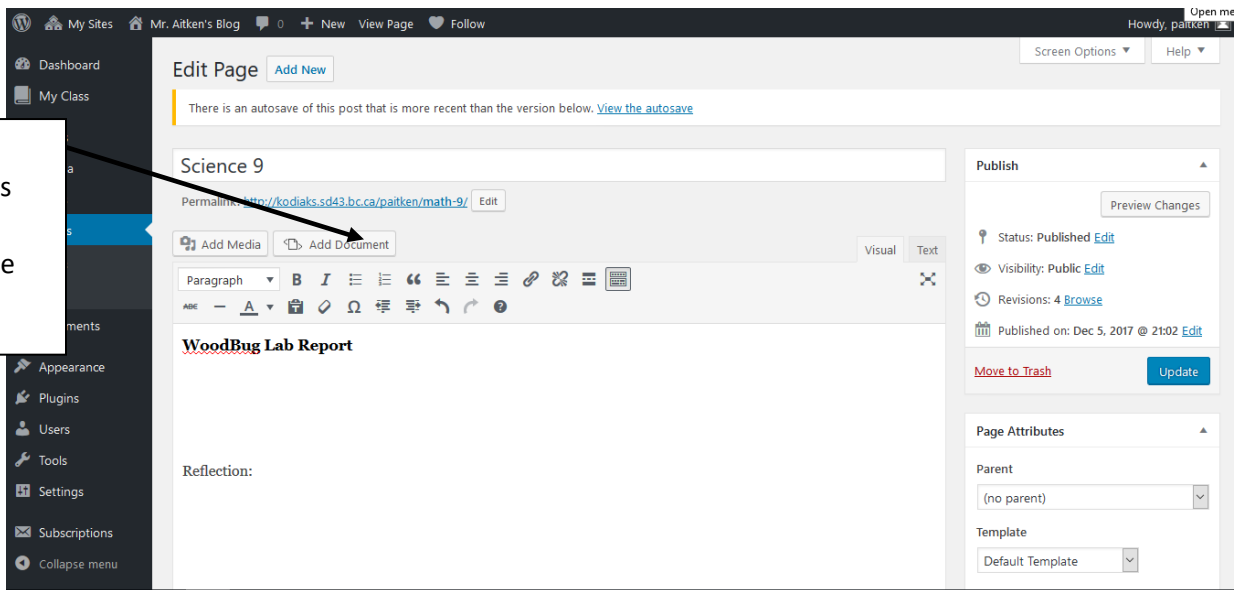 My Sites Mr. Aitken's Blog 0 New View Page Follow
Open me
Howdy, paitken
Screen Options Help
Dashboard
My Class
Appearance
Plugins
Users
Tools
Settings
Subscriptions
Collapse menu
Edit Page Add New
There is an autosave of this post that is more recent than the version below. View the autosave
Science 9
Permalink: http://kodiaks.sd43.bc.ca/paitken/math-9/ Edit
Add Media Add Document
Visual Text
Paragraph B I
ABC A Ω
WoodBug Lab Report
Reflection:
Publish
Preview Changes
Status: Published Edit
Visibility: Public Edit
Revisions: 4 Browse
Published on: Dec 5, 2017 @ 21:02 Edit
Move to Trash Update
Page Attributes
Parent
(no parent)
Template
Default Template